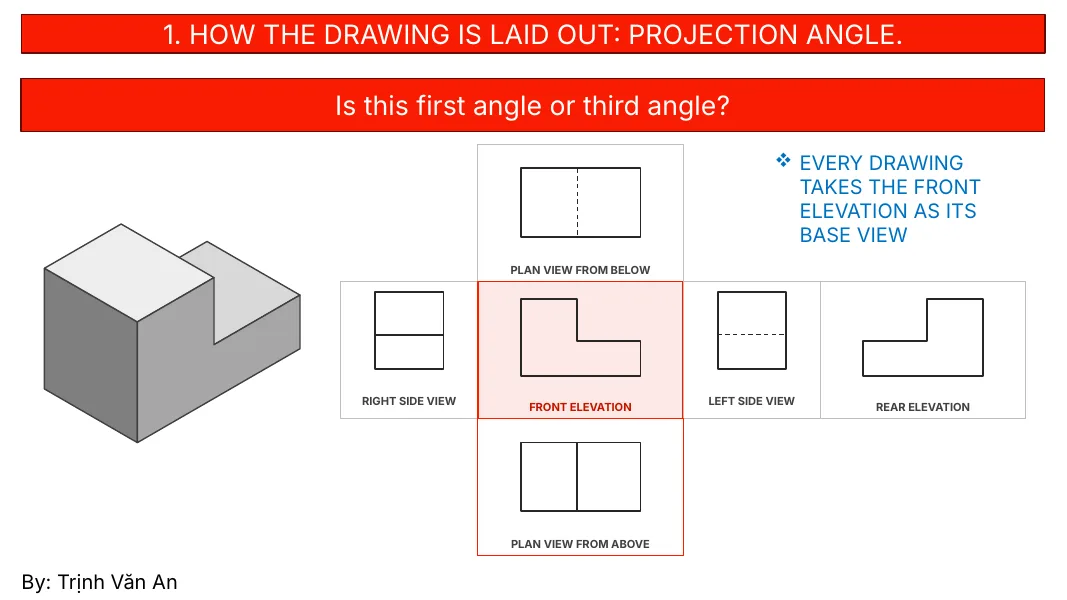 1. HOW THE DRAWING IS LAID OUT: PROJECTION ANGLE.
Is this first angle or third angle?
❖ EVERY DRAWING
TAKES THE FRONT
ELEVATION AS ITS
BASE VIEW
PLAN VIEW FROM BELOW
RIGHT SIDE VIEW
FRONT ELEVATION
LEFT SIDE VIEW
REAR ELEVATION
PLAN VIEW FROM ABOVE
By: Trịnh Văn An